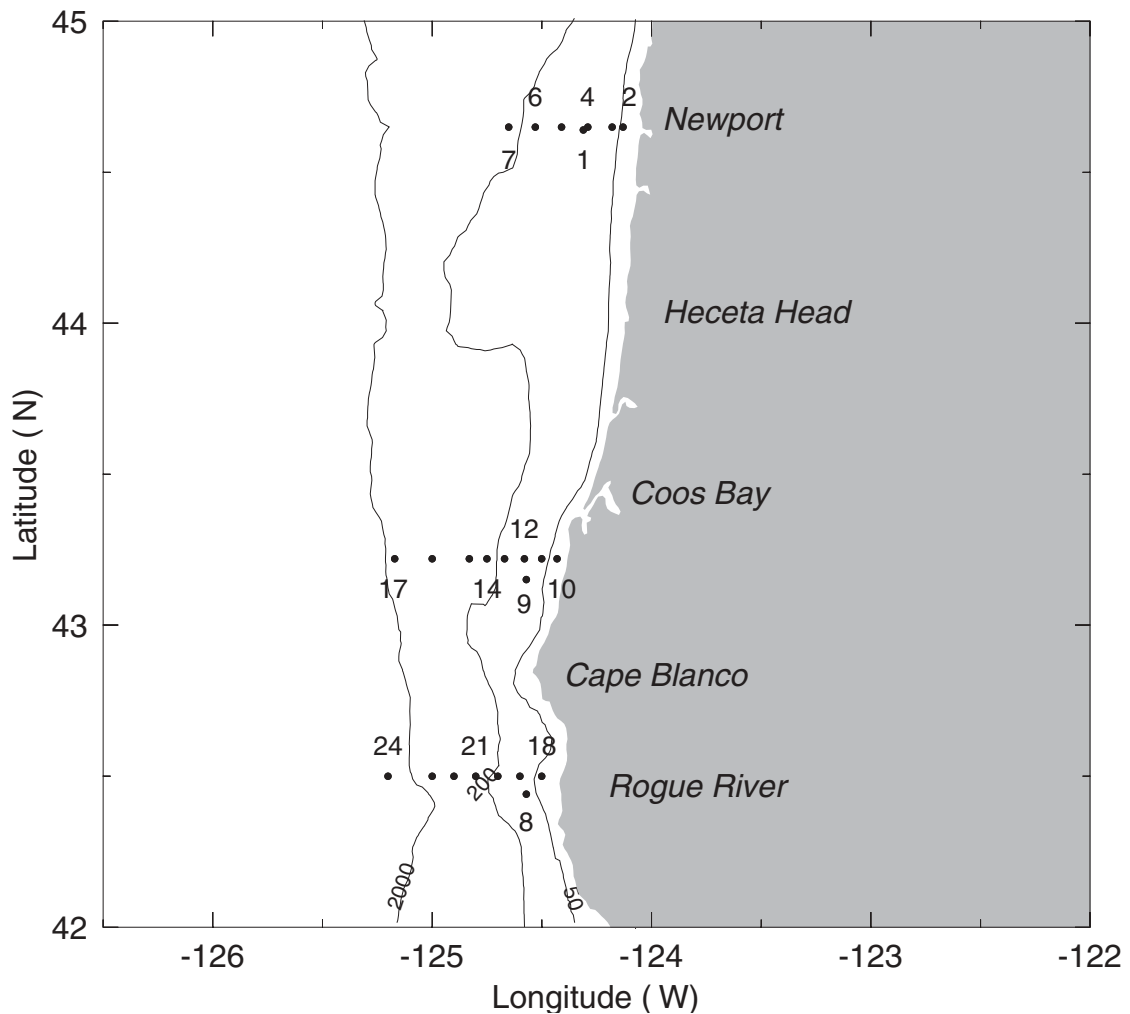 45
6 4 2
Newport
7 1
44
Heceta Head
Latitude ( N)
Coos Bay
12
17 14 9 10
43
Cape Blanco
24 21 18
200
Rogue River
8
2000
50
42
-126 -125 -124 -123 -122
Longitude ( W)